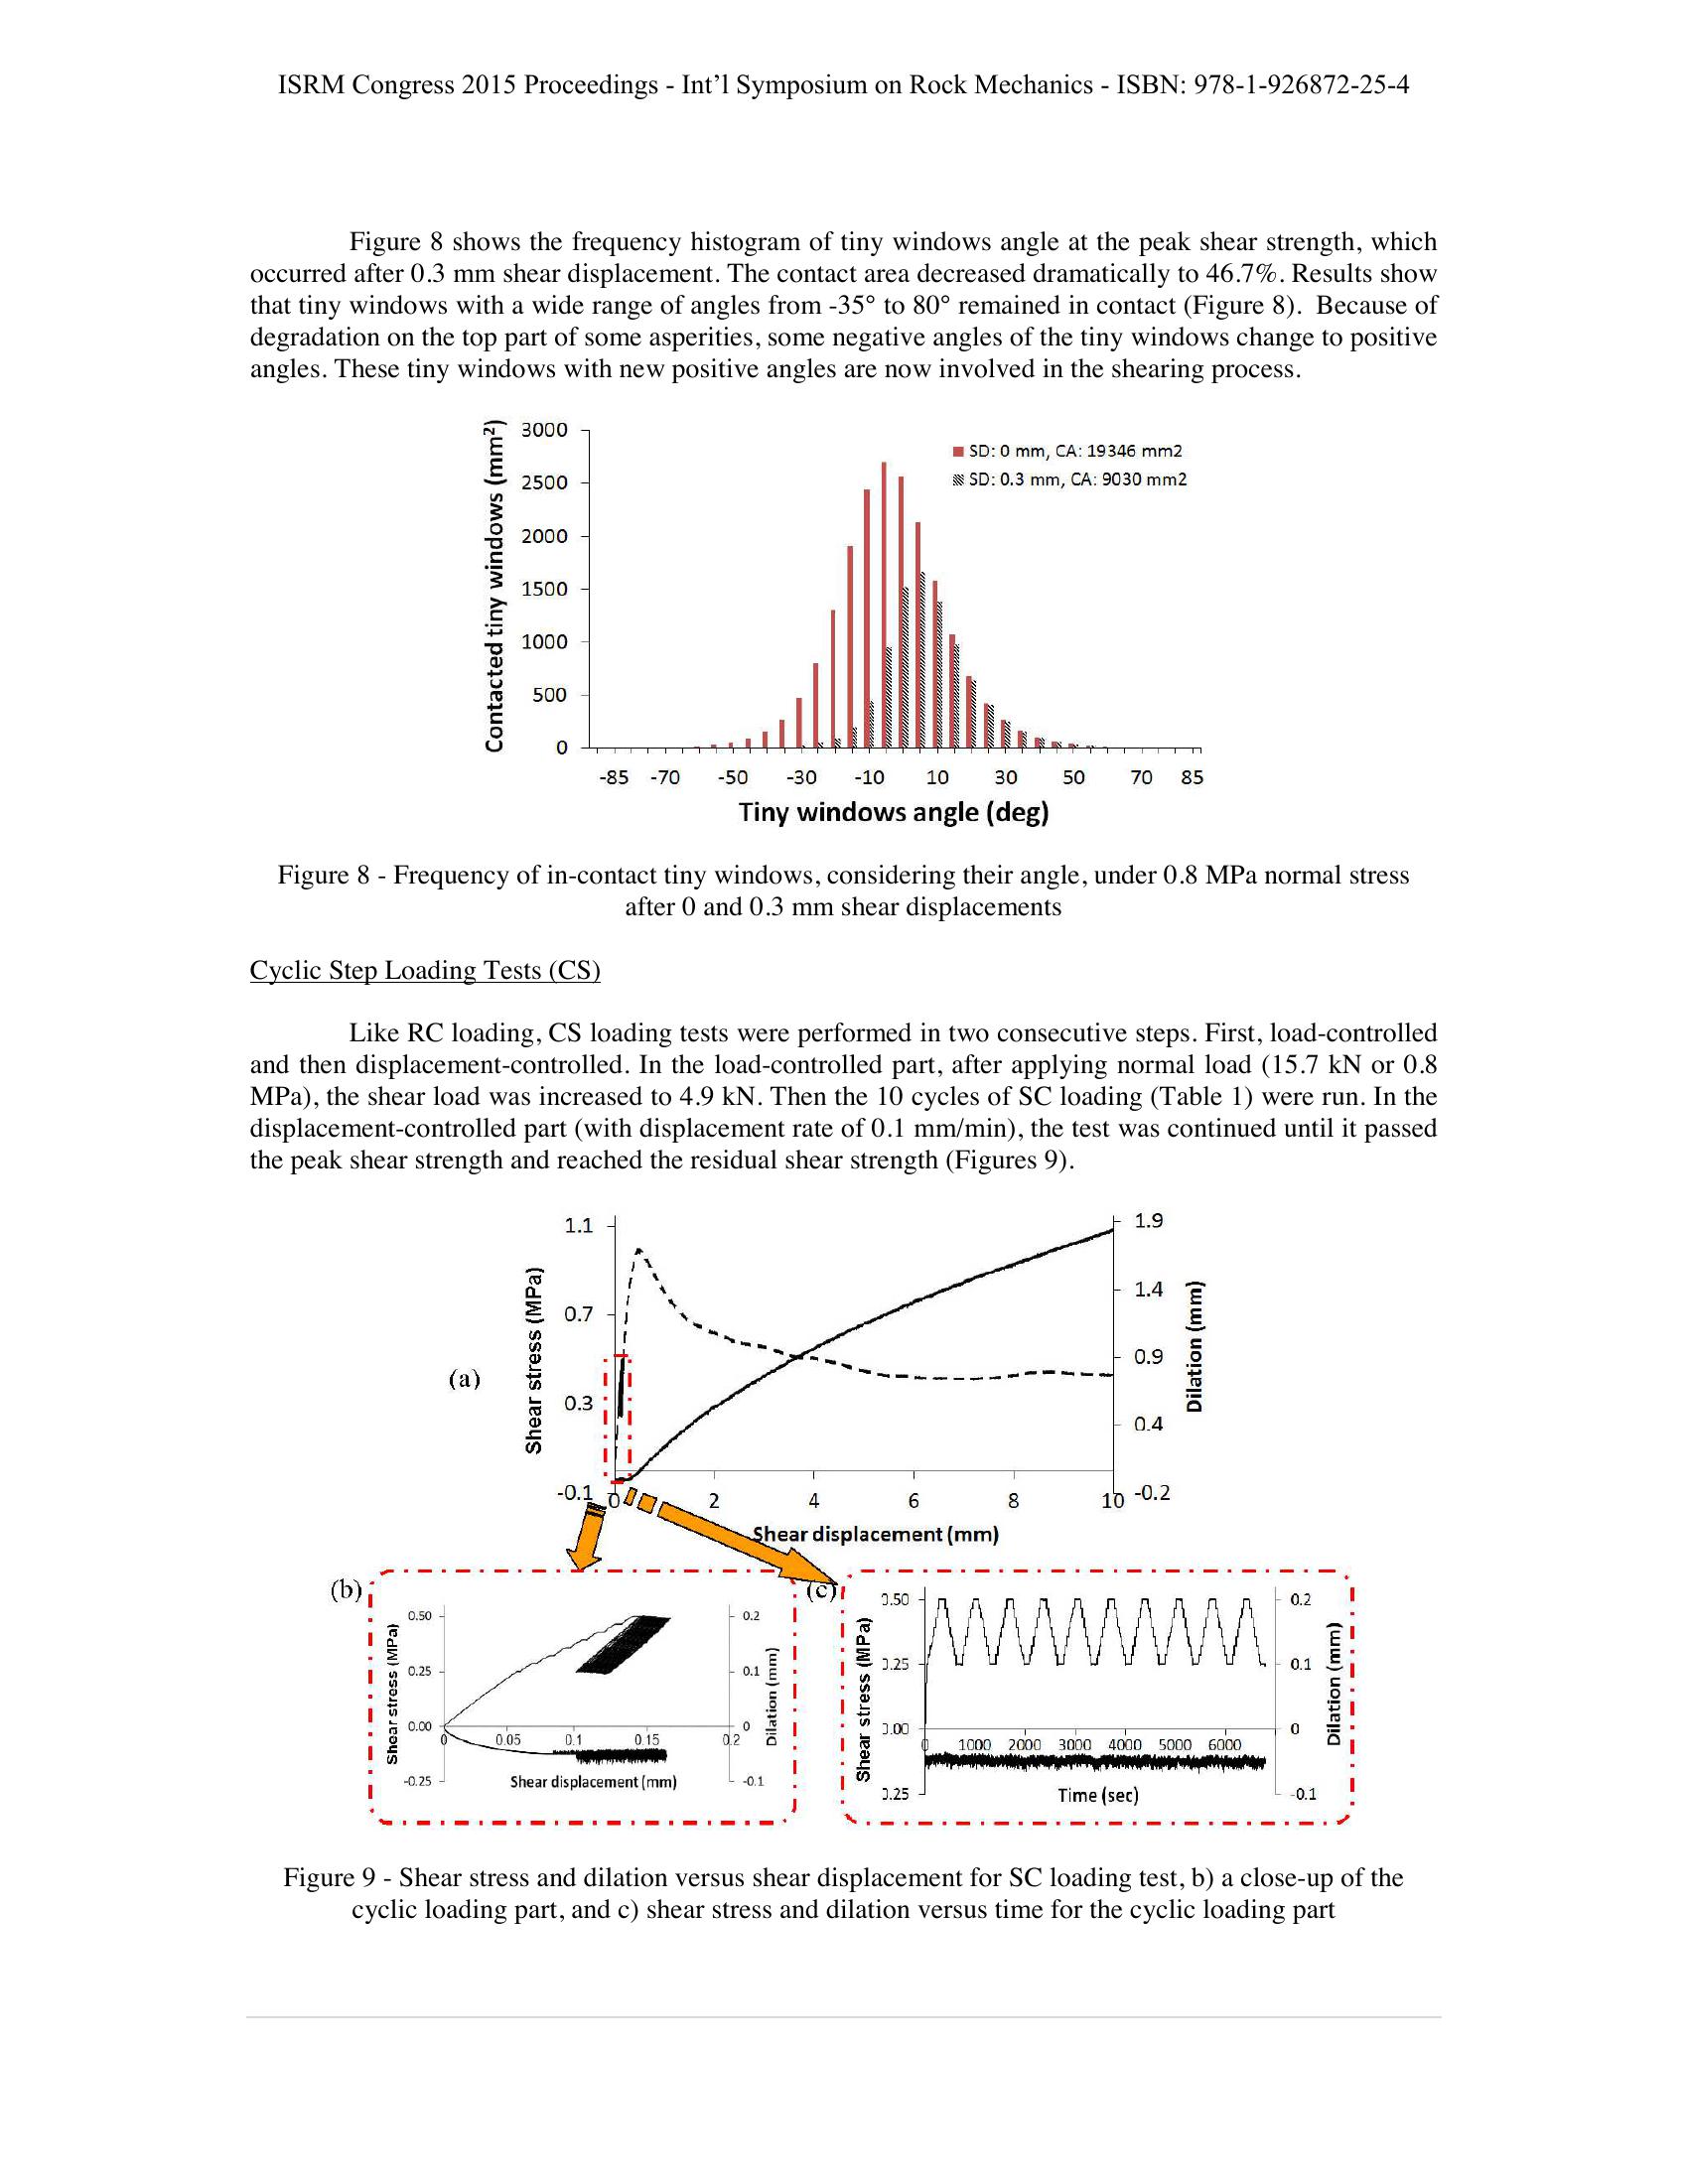 ISRM Congress 2015 Proceedings - Int'l Symposium on Rock Mechanics - ISBN: 978-1-926872-25-4
Figure 8 shows the frequency histogram of tiny windows angle at the peak shear strength, which
occurred after 0.3 mm shear displacement. The contact area decreased dramatically to 46.7%. Results show
that tiny windows with a wide range of angles from -35° to 80° remained in contact (Figure 8).  Because of
degradation on the top part of some asperities, some negative angles of the tiny windows change to positive
angles. These tiny windows with new positive angles are now involved in the shearing process.
Contacted tiny windows (mm²)
3000
2500
2000
1500
1000
500
0
SD: 0 mm, CA: 19346 mm2
SD: 0.3 mm, CA: 9030 mm2
-85 -70 -50 -30 -10 10 30 50 70 85
Tiny windows angle (deg)
Figure 8 - Frequency of in-contact tiny windows, considering their angle, under 0.8 MPa normal stress
after 0 and 0.3 mm shear displacements
Cyclic Step Loading Tests (CS)
Like RC loading, CS loading tests were performed in two consecutive steps. First, load-controlled
and then displacement-controlled. In the load-controlled part, after applying normal load (15.7 kN or 0.8
MPa), the shear load was increased to 4.9 kN. Then the 10 cycles of SC loading (Table 1) were run. In the
displacement-controlled part (with displacement rate of 0.1 mm/min), the test was continued until it passed
the peak shear strength and reached the residual shear strength (Figures 9).
(a)
Shear stress (MPa)
1.1
0.7
0.3
-0.1
1.9
1.4
0.9
0.4
-0.2
Dilation (mm)
0 2 4 6 8 10
Shear displacement (mm)
(b)
Shear stress (MPa)
0.50
0.25
0.00
-0.25
0 0.05 0.1 0.15 0.2
0.2
0.1
0
-0.1
Dilation (mm)
Shear displacement (mm)
(c)
Shear stress (MPa)
0.50
0.25
0.00
0.25
0 1000 2000 3000 4000 5000 6000
0.2
0.1
0
-0.1
Dilation (mm)
Time (sec)
Figure 9 - Shear stress and dilation versus shear displacement for SC loading test, b) a close-up of the
cyclic loading part, and c) shear stress and dilation versus time for the cyclic loading part